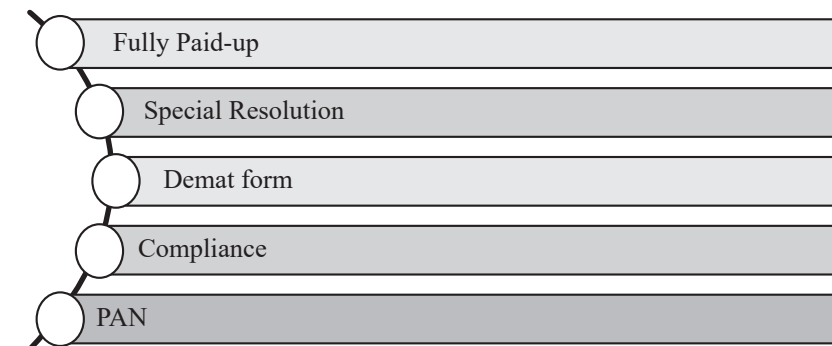 Fully Paid-up
Special Resolution
Demat form
Compliance
PAN